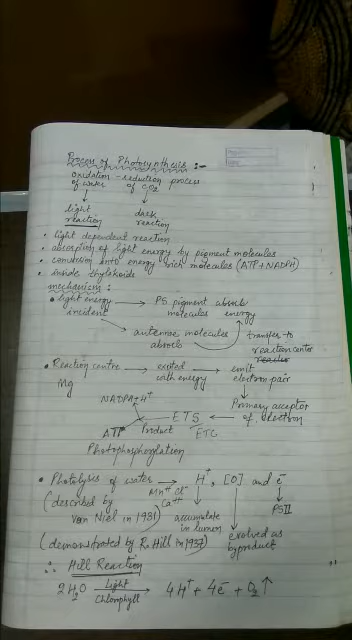 Process of Photosynthesis :-
oxidation - reduction process
of water of CO2
light reaction
dark reaction
• light dependent reaction
• absorption of light energy by pigment molecules
• conversion into energy rich molecules (ATP + NADPH)
• inside thylakoids
mechanism :
• light energy incident → PS pigment molecules absorb energy
→ antennae molecules absorb
transfer to reaction center
• Reaction centre → excited with energy → emit electron pair
Mg
Primary acceptor of electron
NADPH+H+
ETS
ETC
ATP
Product
Photophosphorylation
• Photolysis of water → H+, [O] and e-
Mn++ Cl-
Ca++
(described by Van Niel in 1931)
accumulate in lumen
PSII
evolved as byproduct
(demonstrated by R. Hill in 1937)
∴ Hill Reaction
2H2O Light → Chlorophyll 4H+ + 4e- + O2 ↑